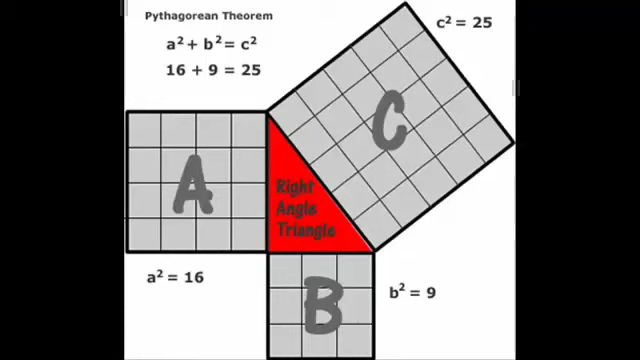 Pythagorean Theorem
a² + b² = c²
16 + 9 = 25
c² = 25
C
A
Right
Angle
Triangle
a² = 16
B
b² = 9